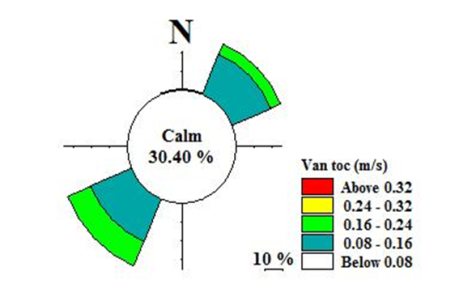 N
Calm
30.40 %
Van toc (m/s)
Above 0.32
0.24 - 0.32
0.16 - 0.24
0.08 - 0.16
Below 0.08
10 %